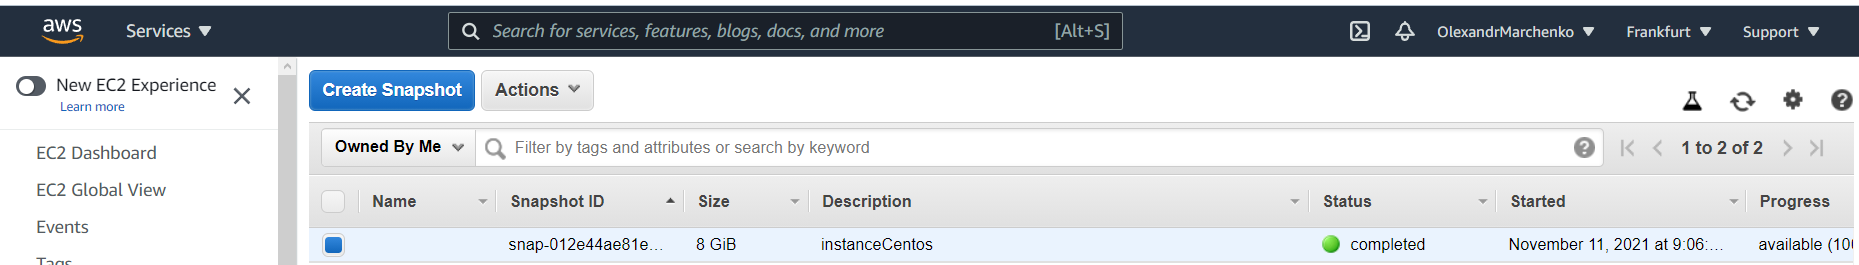 aws Services Search for services, features, blogs, docs, and more [Alt+S] OlexandrMarchenko Frankfurt Support
New EC2 Experience
Learn more
Create Snapshot Actions
Owned By Me Filter by tags and attributes or search by keyword 1 to 2 of 2
EC2 Dashboard
EC2 Global View
Events
Tags
Name Snapshot ID Size Description Status Started Progress
snap-012e44ae81e... 8 GiB instanceCentos completed November 11, 2021 at 9:06:... available (100